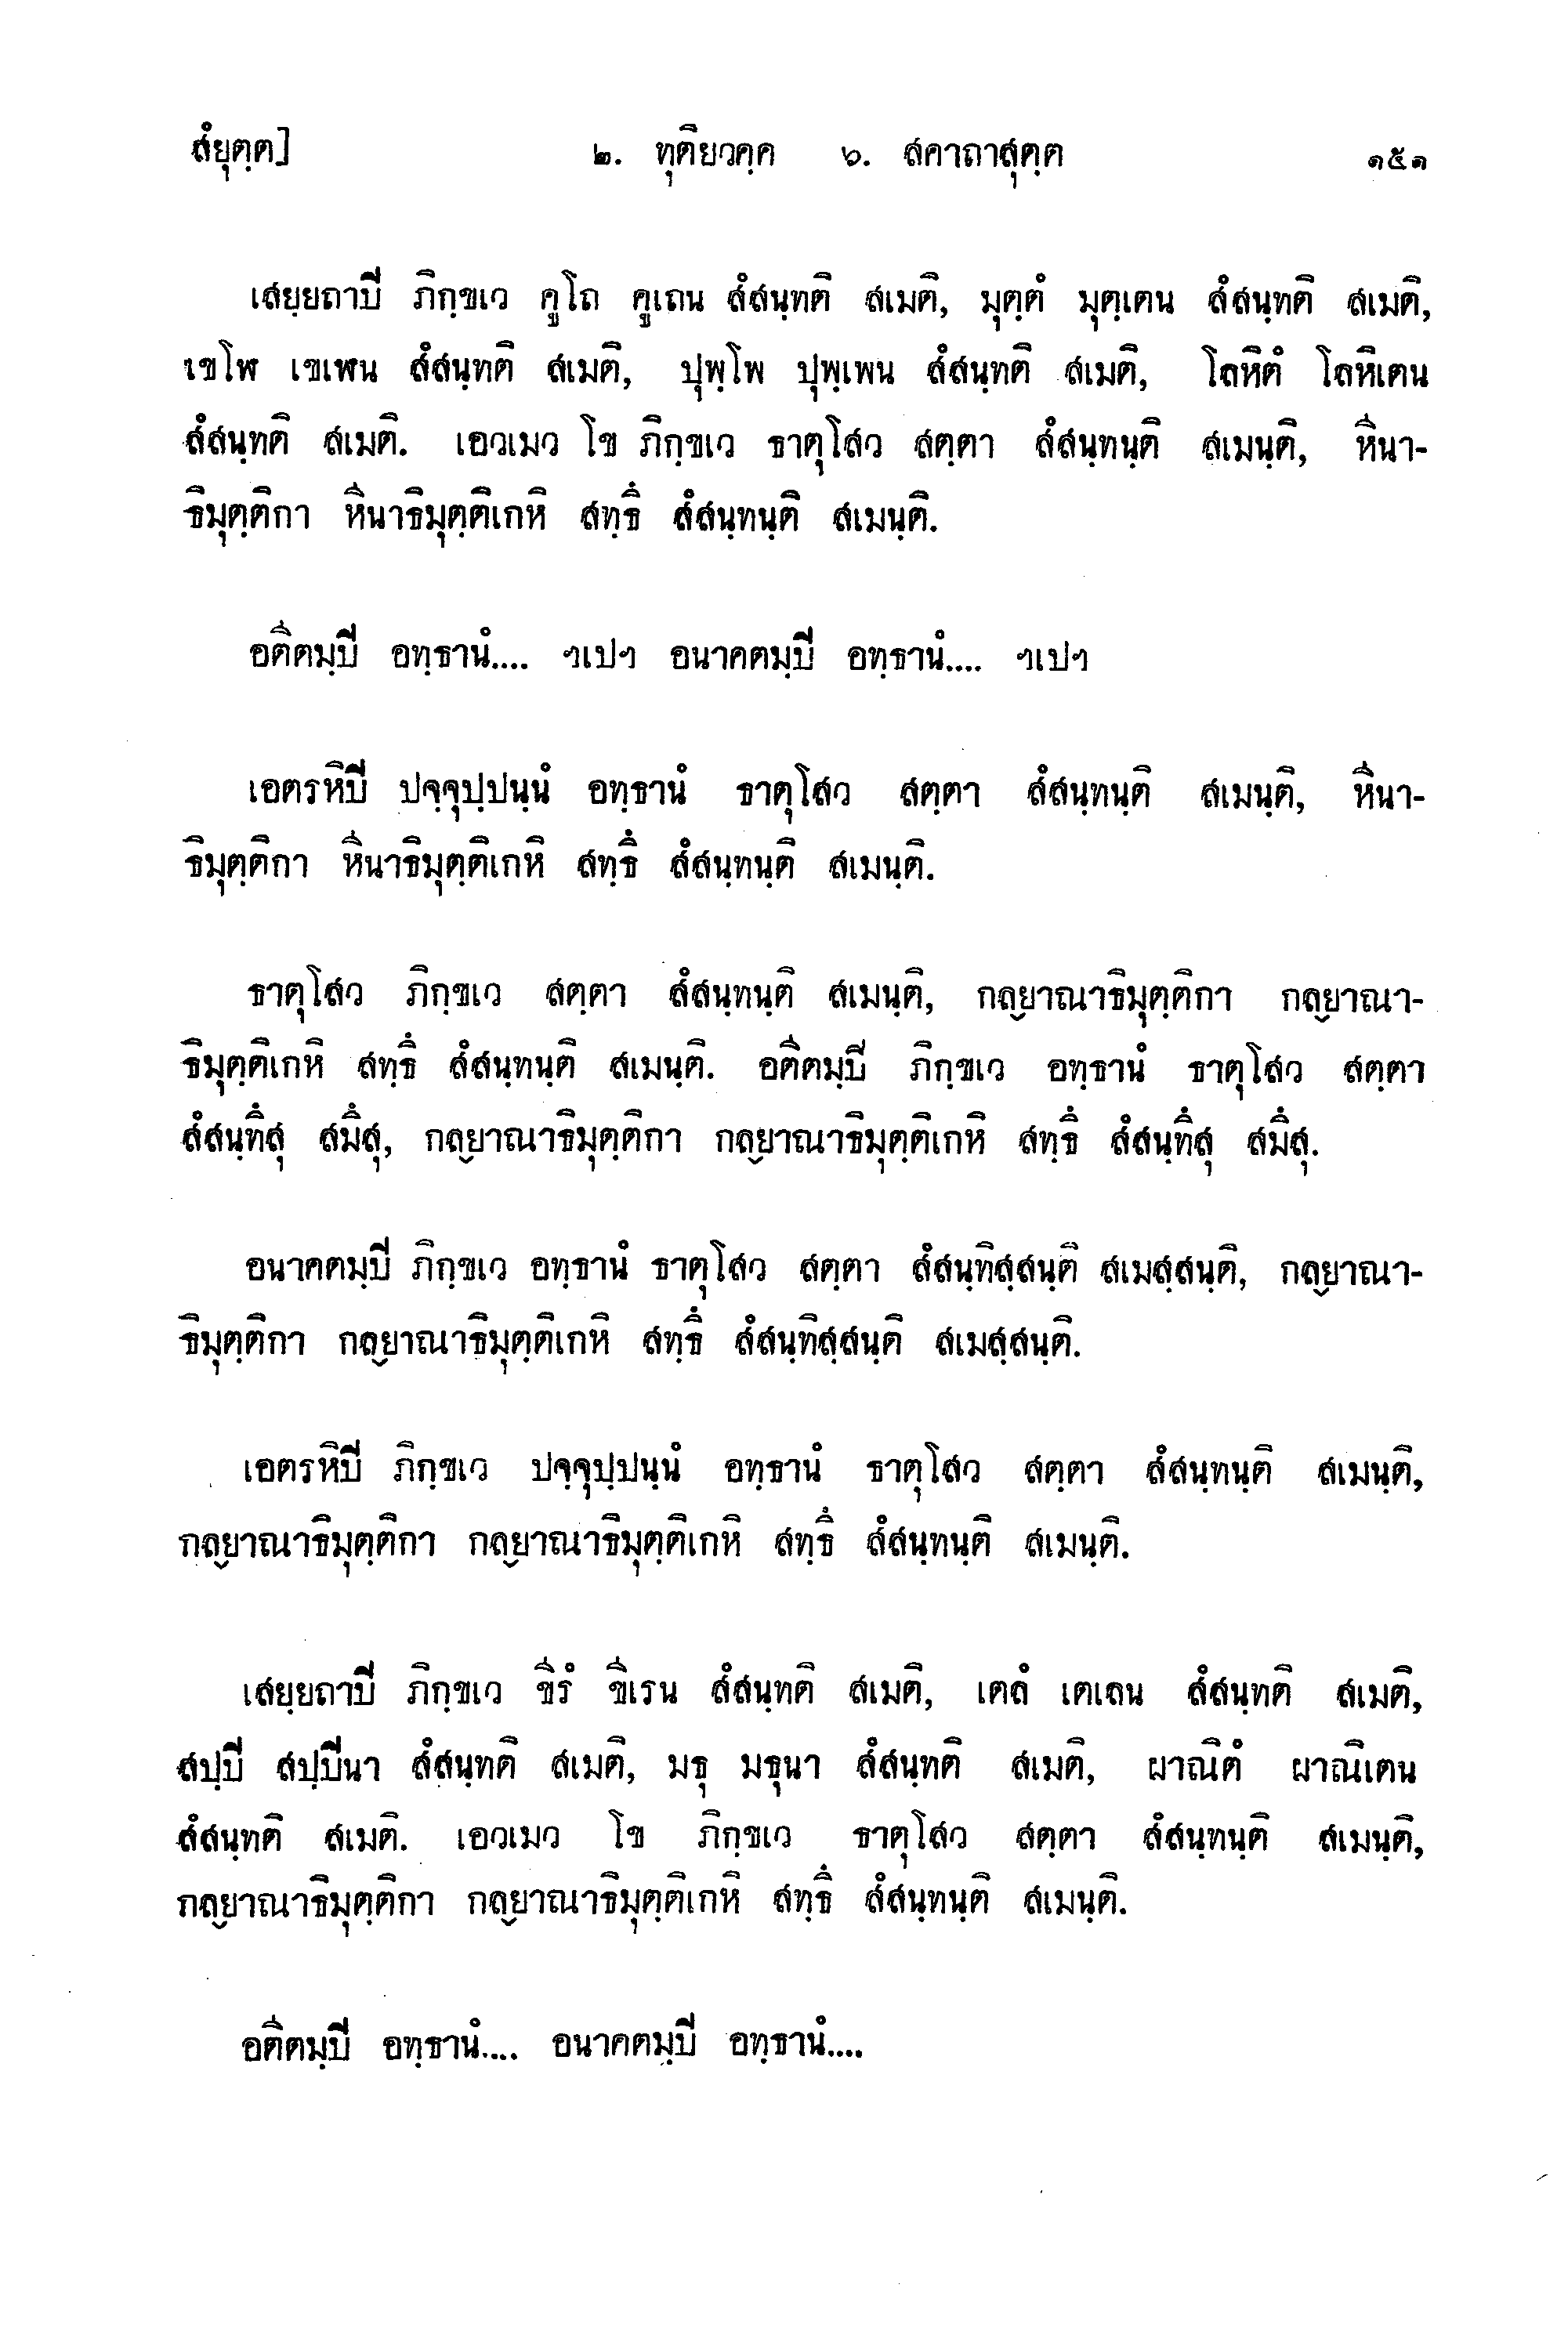 สํยุตฺต] ๒. ทุติยวคฺค ๖. สคาถาสุตฺต ๑๕๑
เสยฺยถาปิ ภิกฺขเว คูโถ คูเถน สํสนฺทติ สเมติ, มุตฺตํ มุตฺเตน สํสนฺทติ สเมติ,
เขโฬ เขเฬน สํสนฺทติ สเมติ, ปุพฺโพ ปุพฺเพน สํสนฺทติ สเมติ, โลหิตํ โลหิเตน
สํสนฺทติ สเมติ. เอวเมว โข ภิกฺขเว ธาตุโสว สตฺตา สํสนฺทนฺติ สเมนฺติ, หีนา-
ธิมุตฺติกา หีนาธิมุตฺติเกหิ สทฺธึ สํสนฺทนฺติ สเมนฺติ.
อตีตมฺปิ อทฺธานํ.... ฯเปฯ อนาคตมฺปิ อทฺธานํ.... ฯเปฯ
เอตรหิปิ ปจฺจุปฺปนฺนํ อทฺธานํ ธาตุโสว สตฺตา สํสนฺทนฺติ สเมนฺติ, หีนา-
ธิมุตฺติกา หีนาธิมุตฺติเกหิ สทฺธึ สํสนฺทนฺติ สเมนฺติ.
ธาตุโสว ภิกฺขเว สตฺตา สํสนฺทนฺติ สเมนฺติ, กลฺยาณาธิมุตฺติกา กลฺยาณา-
ธิมุตฺติเกหิ สทฺธึ สํสนฺทนฺติ สเมนฺติ. อตีตมฺปิ ภิกฺขเว อทฺธานํ ธาตุโสว สตฺตา
สํสนฺทึสุ สมึสุ, กลฺยาณาธิมุตฺติกา กลฺยาณาธิมุตฺติเกหิ สทฺธึ สํสนฺทึสุ สมึสุ.
อนาคตมฺปิ ภิกฺขเว อทฺธานํ ธาตุโสว สตฺตา สํสนฺทิสฺสนฺติ สเมสฺสนฺติ, กลฺยาณา-
ธิมุตฺติกา กลฺยาณาธิมุตฺติเกหิ สทฺธึ สํสนฺทิสฺสนฺติ สเมสฺสนฺติ.
เอตรหิปิ ภิกฺขเว ปจฺจุปฺปนฺนํ อทฺธานํ ธาตุโสว สตฺตา สํสนฺทนฺติ สเมนฺติ,
กลฺยาณาธิมุตฺติกา กลฺยาณาธิมุตฺติเกหิ สทฺธึ สํสนฺทนฺติ สเมนฺติ.
เสยฺยถาปิ ภิกฺขเว ขีรํ ขีเรน สํสนฺทติ สเมติ, เตลํ เตเลน สํสนฺทติ สเมติ,
สปฺปิ สปฺปินา สํสนฺทติ สเมติ, มธุ มธุนา สํสนฺทติ สเมติ, ผาณิตํ ผาณิเตน
สํสนฺทติ สเมติ. เอวเมว โข ภิกฺขเว ธาตุโสว สตฺตา สํสนฺทนฺติ สเมนฺติ,
กลฺยาณาธิมุตฺติกา กลฺยาณาธิมุตฺติเกหิ สทฺธึ สํสนฺทนฺติ สเมนฺติ.
อตีตมฺปิ อทฺธานํ.... อนาคตมฺปิ อทฺธานํ....